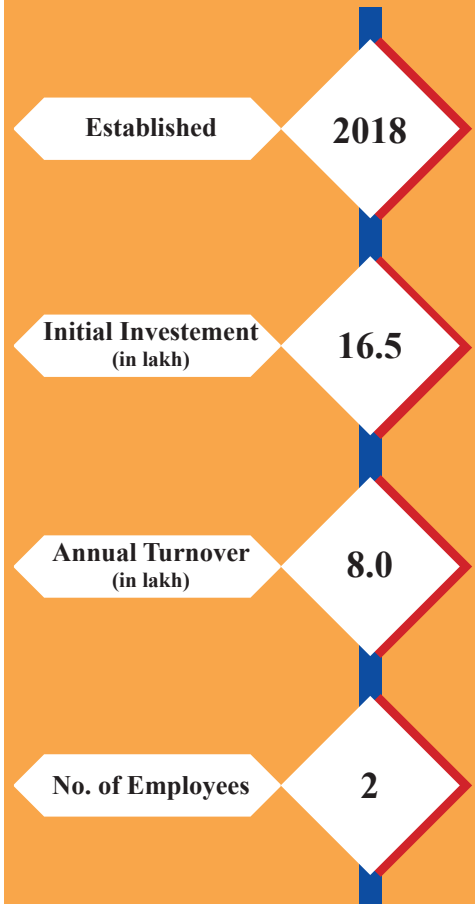 Established
2018
Initial Investement
(in lakh)
16.5
Annual Turnover
(in lakh)
8.0
No. of Employees
2